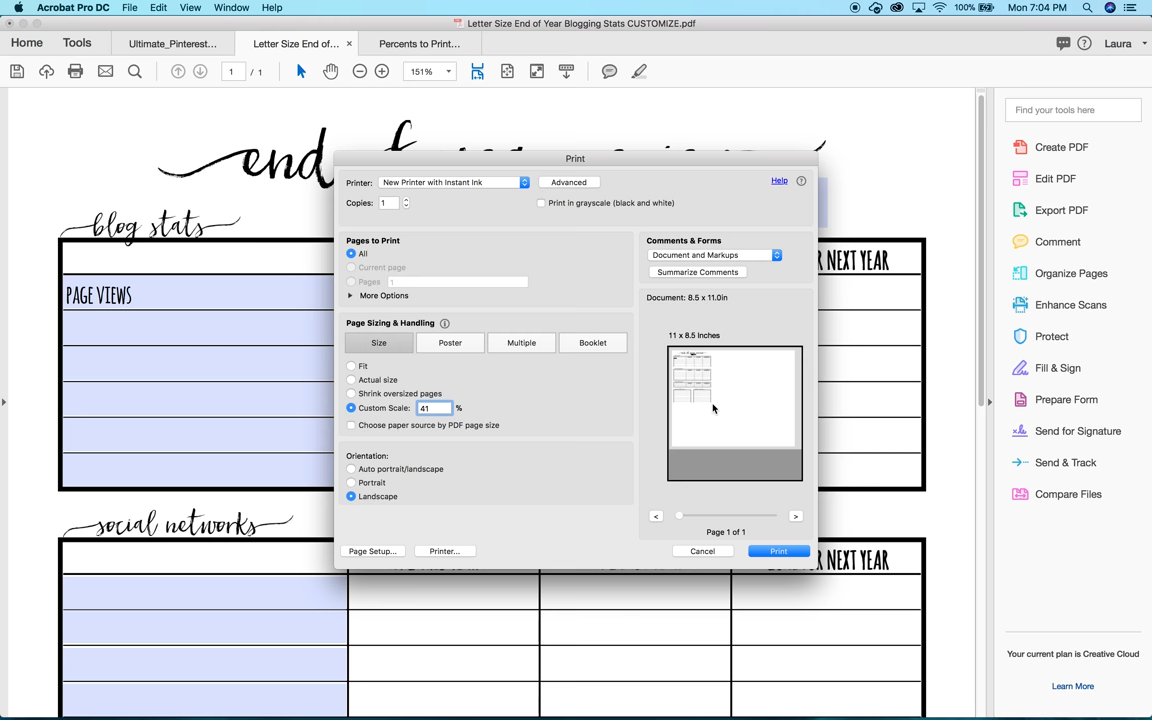 Acrobat Pro DC File Edit View Window Help 100% Mon 7:04 PM
Letter Size End of Year Blogging Stats CUSTOMIZE.pdf
Home Tools Ultimate_Pinterest... Letter Size End of... × Percents to Print... ? Laura
1 / 1 151%
end of
blog stats
R NEXT YEAR
PAGE VIEWS
social networks
R NEXT YEAR
Print
Printer: New Printer with Instant Ink Advanced Help ?
Copies: 1 Print in grayscale (black and white)
Pages to Print
All
Current page
Pages 1
More Options
Page Sizing & Handling i
Size Poster Multiple Booklet
Fit
Actual size
Shrink oversized pages
Custom Scale: 41 %
Choose paper source by PDF page size
Orientation:
Auto portrait/landscape
Portrait
Landscape
Comments & Forms
Document and Markups
Summarize Comments
Document: 8.5 x 11.0in
11 x 8.5 Inches
< >
Page 1 of 1
Page Setup... Printer... Cancel Print
Find your tools here
Create PDF
Edit PDF
Export PDF
Comment
Organize Pages
Enhance Scans
Protect
Fill & Sign
Prepare Form
Send for Signature
Send & Track
Compare Files
Your current plan is Creative Cloud
Learn More